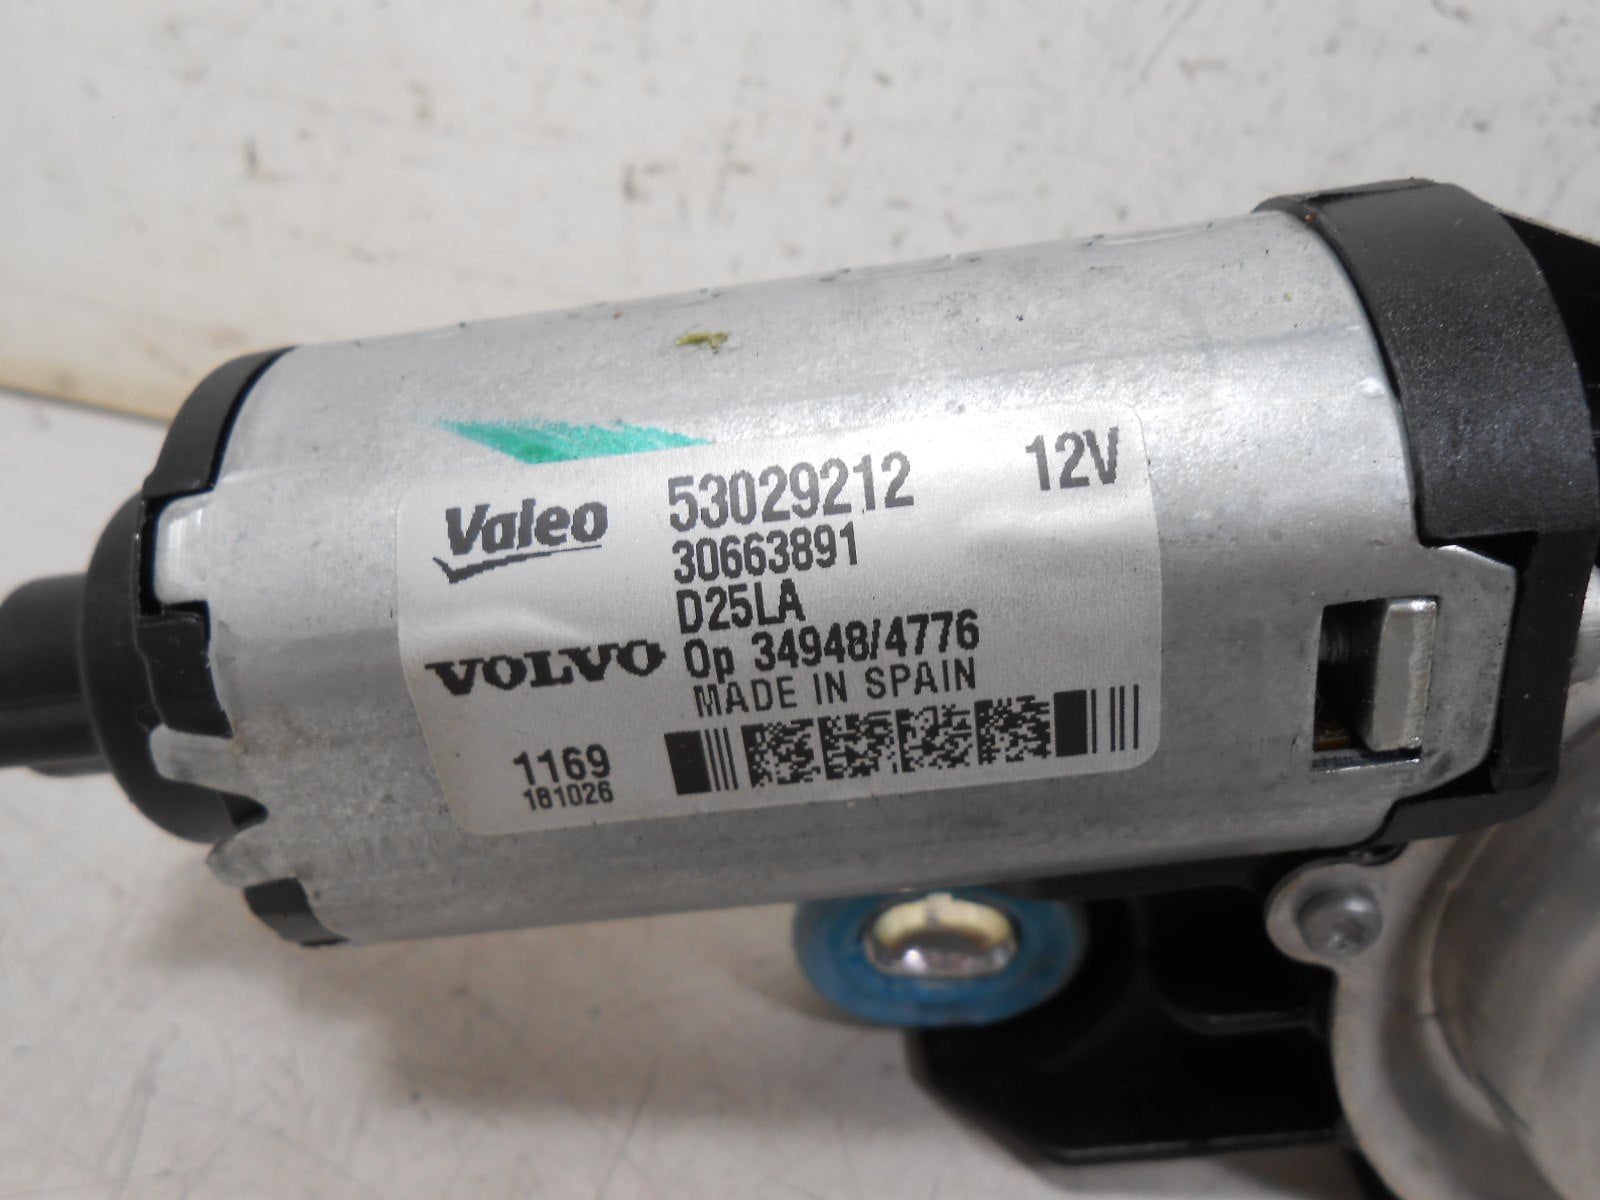 Valeo 53029212 12V
30663891
D25LA
VOLVO Op 34948/4776
MADE IN SPAIN
1169
181026